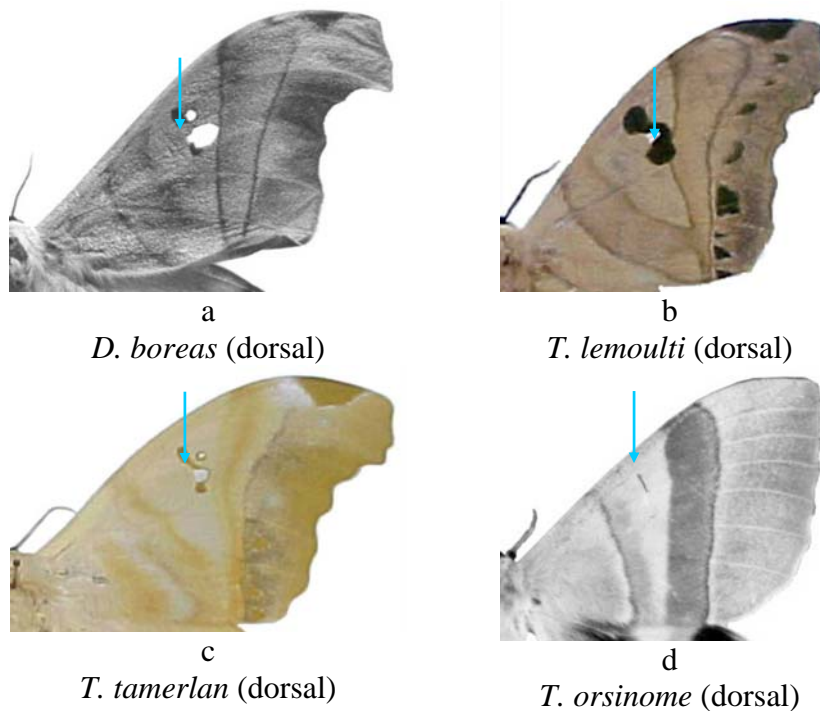 a
D. boreas (dorsal)
b
T. lemoulti (dorsal)
c
T. tamerlan (dorsal)
d
T. orsinome (dorsal)